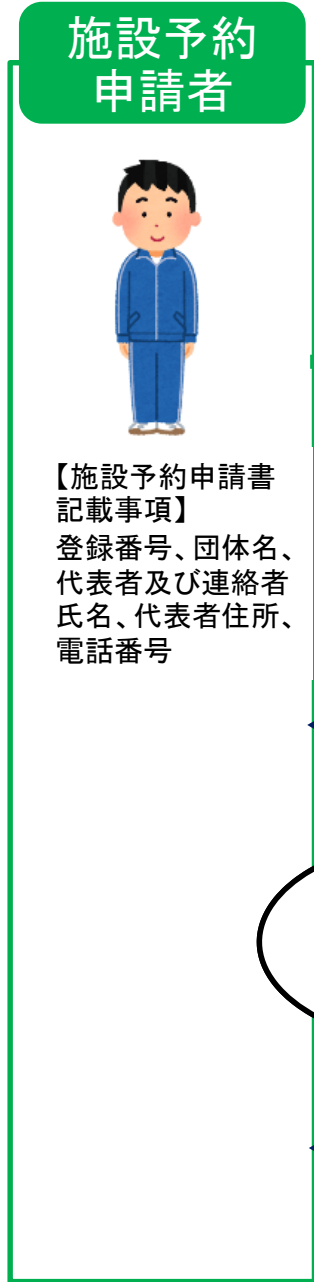 施設予約
申請者
【施設予約申請書
記載事項】
登録番号、団体名、
代表者及び連絡者
氏名、代表者住所、
電話番号